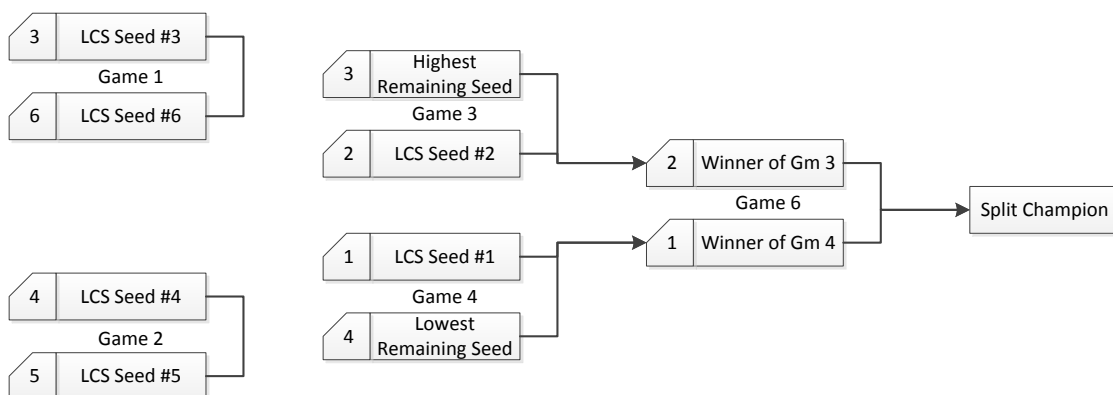 3
LCS Seed #3
Game 1
6
LCS Seed #6
4
LCS Seed #4
Game 2
5
LCS Seed #5
3
Highest
Remaining Seed
Game 3
2
LCS Seed #2
1
LCS Seed #1
Game 4
4
Lowest
Remaining Seed
2
Winner of Gm 3
Game 6
1
Winner of Gm 4
Split Champion